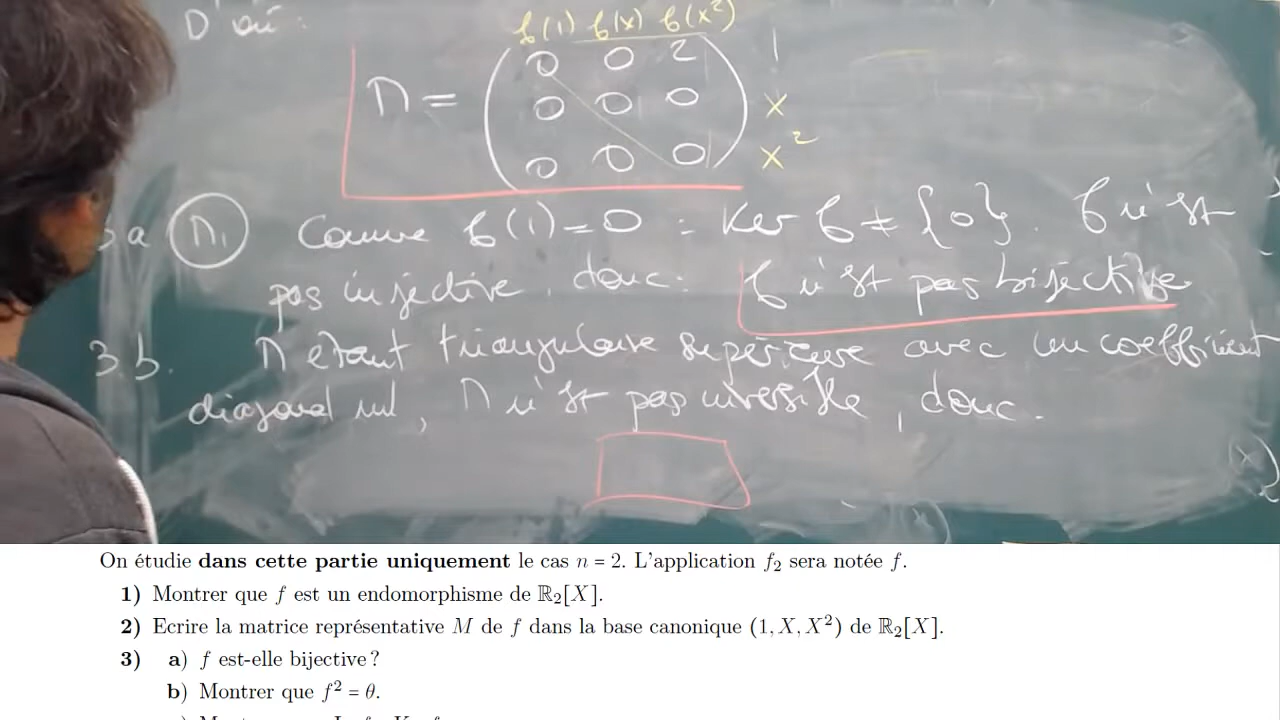 D'où :
f(1) f(x) f(x²)
M = ( 0 0 2 ) 1
( 0 0 0 ) x
( 0 0 0 ) x²
3a (M1) Comme f(1) = 0 : Ker f ≠ {0}. f n'est
pas injective, donc : f n'est pas bijective
3.b. M étant triangulaire supérieure avec un coefficient
diagonal nul, M n'est pas inversible, donc.
On étudie dans cette partie uniquement le cas n = 2. L'application f₂ sera notée f.
1) Montrer que f est un endomorphisme de ℝ₂[X].
2) Ecrire la matrice représentative M de f dans la base canonique (1, X, X²) de ℝ₂[X].
3) a) f est-elle bijective ?
b) Montrer que f² = θ.